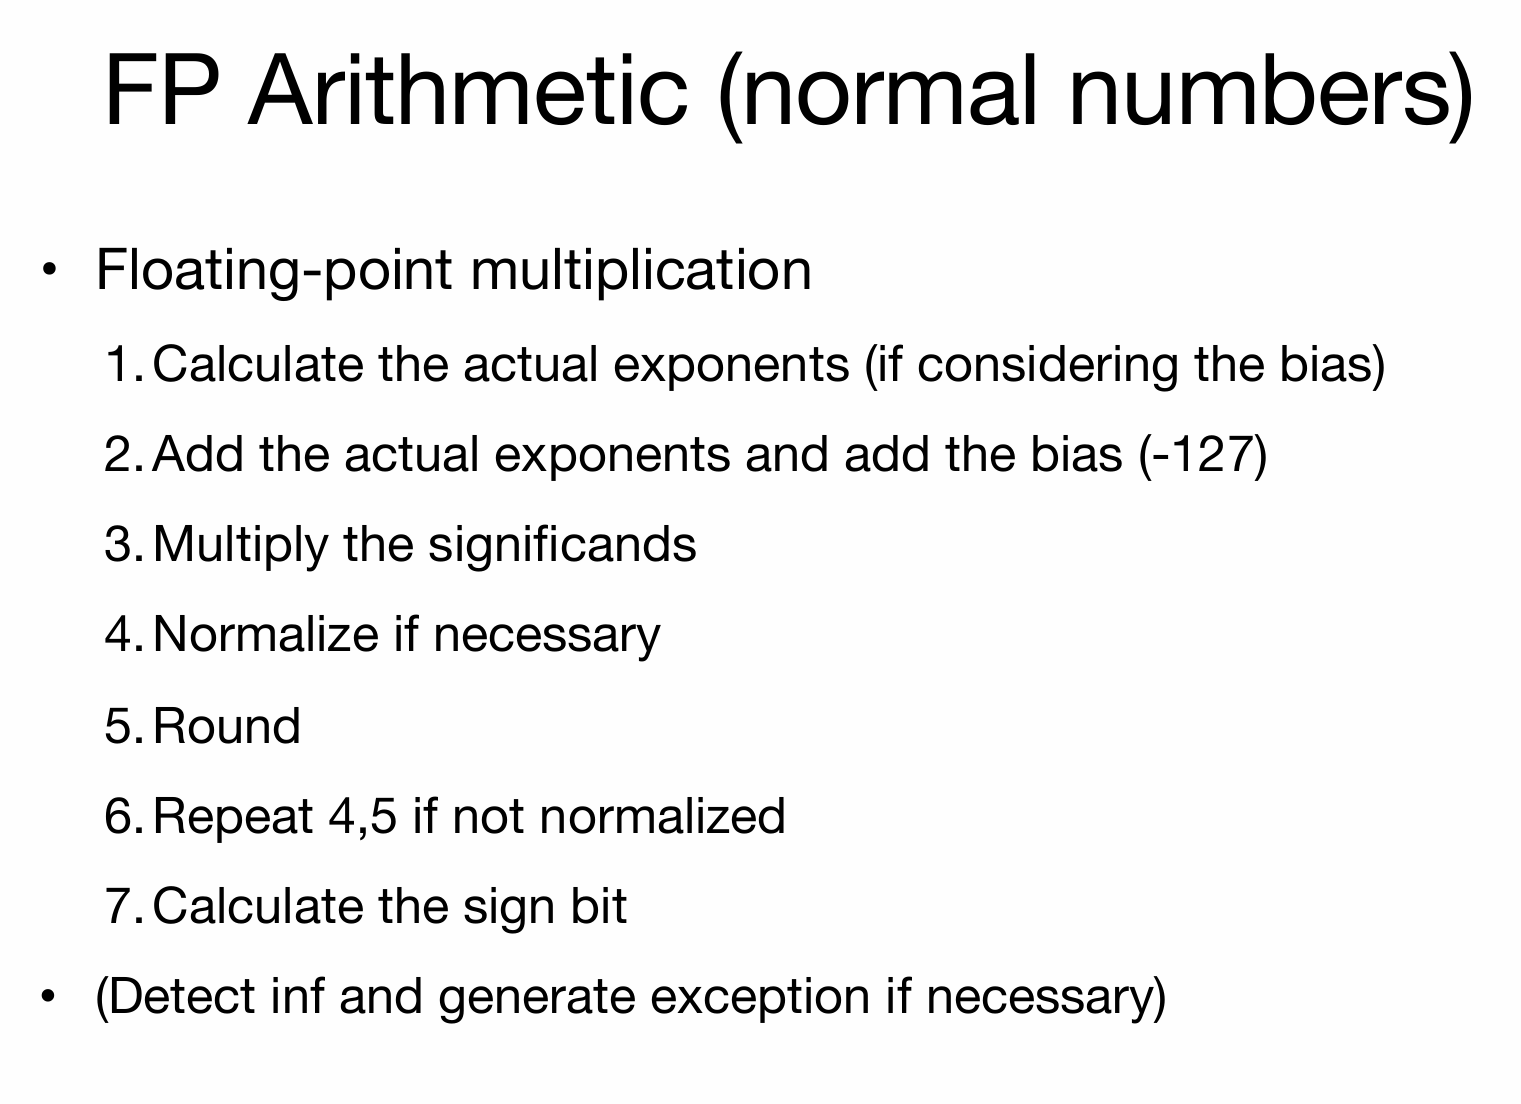 FP Arithmetic (normal numbers)
• Floating-point multiplication
1. Calculate the actual exponents (if considering the bias)
2. Add the actual exponents and add the bias (-127)
3. Multiply the significands
4. Normalize if necessary
5. Round
6. Repeat 4,5 if not normalized
7. Calculate the sign bit
• (Detect inf and generate exception if necessary)